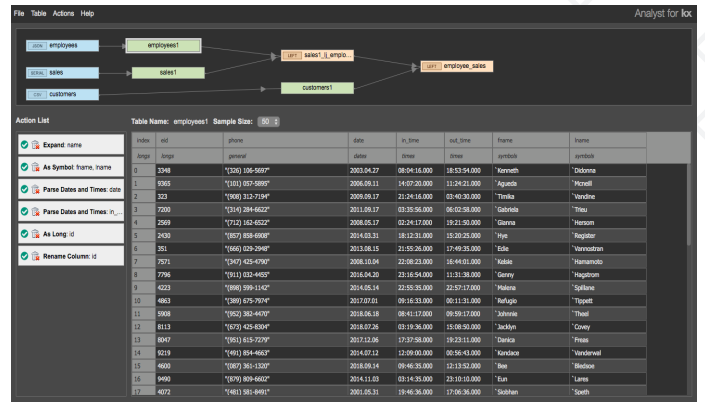 File Table Actions Help Analyst for kx
JSON employees employees1
LEFT sales1_lj_emplo...
LEFT employee_sales
SERIAL sales sales1
CSV customers customers1
Action List
Expand: name
As Symbol: fname, lname
Parse Dates and Times: date
Parse Dates and Times: in_...
As Long: id
Rename Column: id
Table Name: employees1 Sample Size: 60
index eid phone date in_time out_time fname lname
longs longs general dates times times symbols symbols
0 3348 "(326) 106-5697" 2003.04.27 08:04:16.000 18:53:54.000 `Kenneth `Didonna
1 9365 "(101) 057-5895" 2006.09.11 14:07:20.000 11:24:21.000 `Agueda `Mcneill
2 323 "(908) 312-7194" 2009.09.17 21:24:16.000 03:40:30.000 `Timika `Vandine
3 7200 "(314) 284-6622" 2011.09.17 03:35:56.000 06:02:58.000 `Gabriela `Trieu
4 2569 "(712) 162-6522" 2008.05.17 02:24:17.000 19:21:50.000 `Gianna `Hersom
5 2430 "(857) 858-6908" 2014.03.31 18:12:31.000 15:20:25.000 `Hye `Register
6 351 "(666) 029-2948" 2013.08.15 21:55:26.000 17:49:35.000 `Edie `Vannostran
7 7571 "(347) 425-4790" 2008.10.04 22:08:23.000 16:44:01.000 `Kelsie `Hamamoto
8 7796 "(911) 032-4455" 2016.04.20 23:16:54.000 11:31:38.000 `Genny `Hagstrom
9 4223 "(898) 599-1142" 2014.05.14 22:55:35.000 22:57:17.000 `Malena `Spillane
10 4863 "(389) 675-7974" 2017.07.01 09:16:33.000 00:11:31.000 `Refugio `Tippett
11 5908 "(952) 382-4470" 2018.06.18 08:41:17.000 09:59:17.000 `Johnnie `Theel
12 8113 "(673) 425-8304" 2018.07.26 03:19:36.000 15:08:50.000 `Jacklyn `Covey
13 8047 "(951) 615-7279" 2017.12.06 17:37:58.000 19:23:11.000 `Danica `Freas
14 9219 "(491) 854-4663" 2014.07.12 12:09:00.000 00:56:43.000 `Kandace `Vanderwal
15 4600 "(087) 361-1320" 2018.09.14 09:46:35.000 12:13:52.000 `Bee `Bledsoe
16 9490 "(879) 809-6602" 2014.11.03 03:14:35.000 23:10:10.000 `Eun `Lares
17 4072 "(481) 581-8491" 2001.05.31 19:46:36.000 17:06:36.000 `Siobhan `Speth